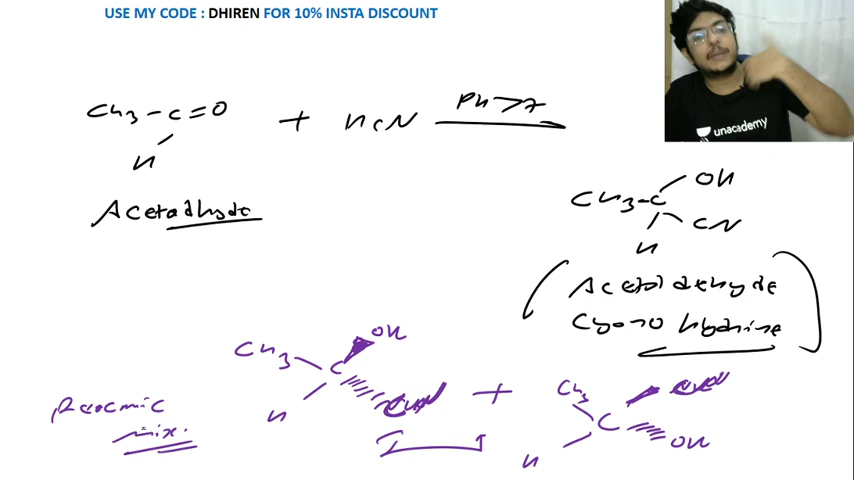 USE MY CODE : DHIREN FOR 10% INSTA DISCOUNT
unacademy
CH3 - C = O + HCN PH > 7
H
Acetadhyde
OH
CH3 - C
CN
H
Acetaldehyde
Cyano hydrine
OH
CH3 C
H
+
CH3
C
OH
H
Racemic
mix.